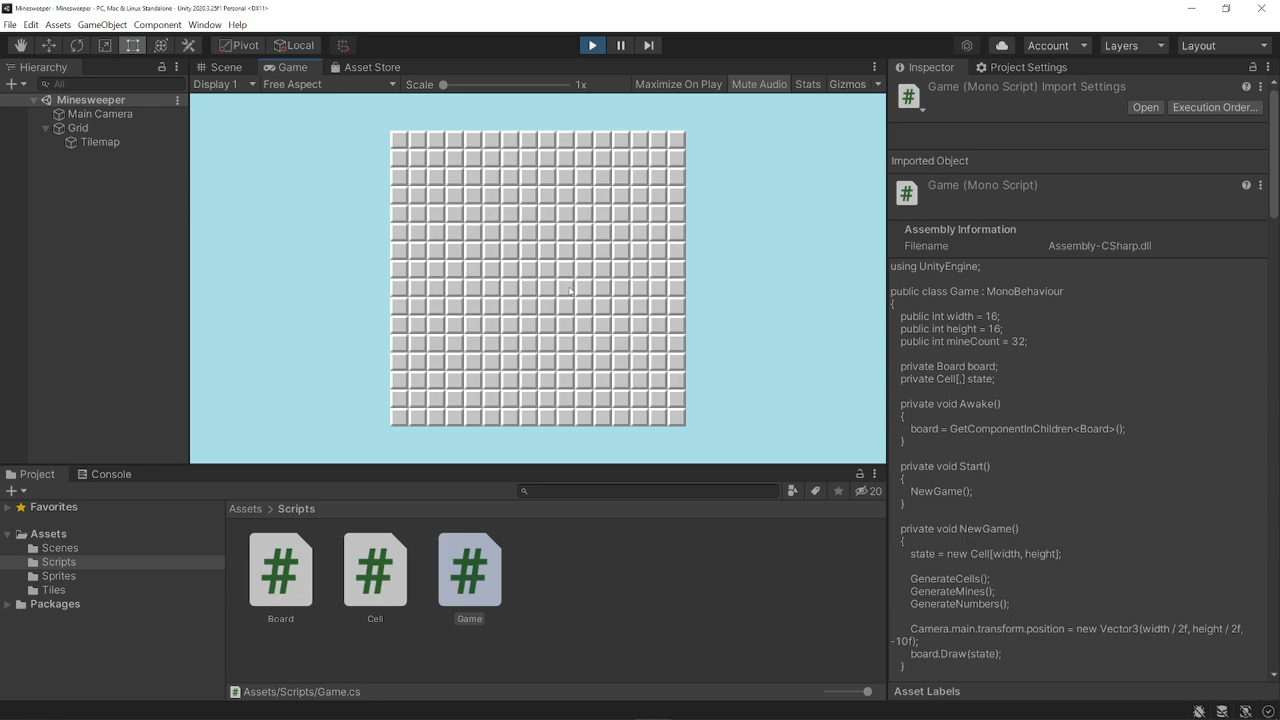 Minesweeper - Minesweeper - PC, Mac & Linux Standalone - Unity 2020.3.25f1 Personal <DX11>
File Edit Assets GameObject Component Window Help
Pivot Local Account Layers Layout
Hierarchy Scene Game Asset Store Inspector Project Settings
All Display 1 Free Aspect Scale 1x Maximize On Play Mute Audio Stats Gizmos Game (Mono Script) Import Settings
Minesweeper
Open Execution Order...
Main Camera
Grid
Tilemap
Imported Object
Game (Mono Script)
Assembly Information
Filename Assembly-CSharp.dll
using UnityEngine;
public class Game : MonoBehaviour
{
public int width = 16;
public int height = 16;
public int mineCount = 32;
private Board board;
private Cell[,] state;
private void Awake()
{
board = GetComponentInChildren<Board>();
}
private void Start()
{
NewGame();
}
private void NewGame()
{
state = new Cell[width, height];
GenerateCells();
GenerateMines();
GenerateNumbers();
Camera.main.transform.position = new Vector3(width / 2f, height / 2f,
-10f);
board.Draw(state);
}
Project Console
20
Favorites
Assets > Scripts
Assets
Scenes
Scripts
Sprites
Tiles
Packages
Board Cell Game
Assets/Scripts/Game.cs
Asset Labels